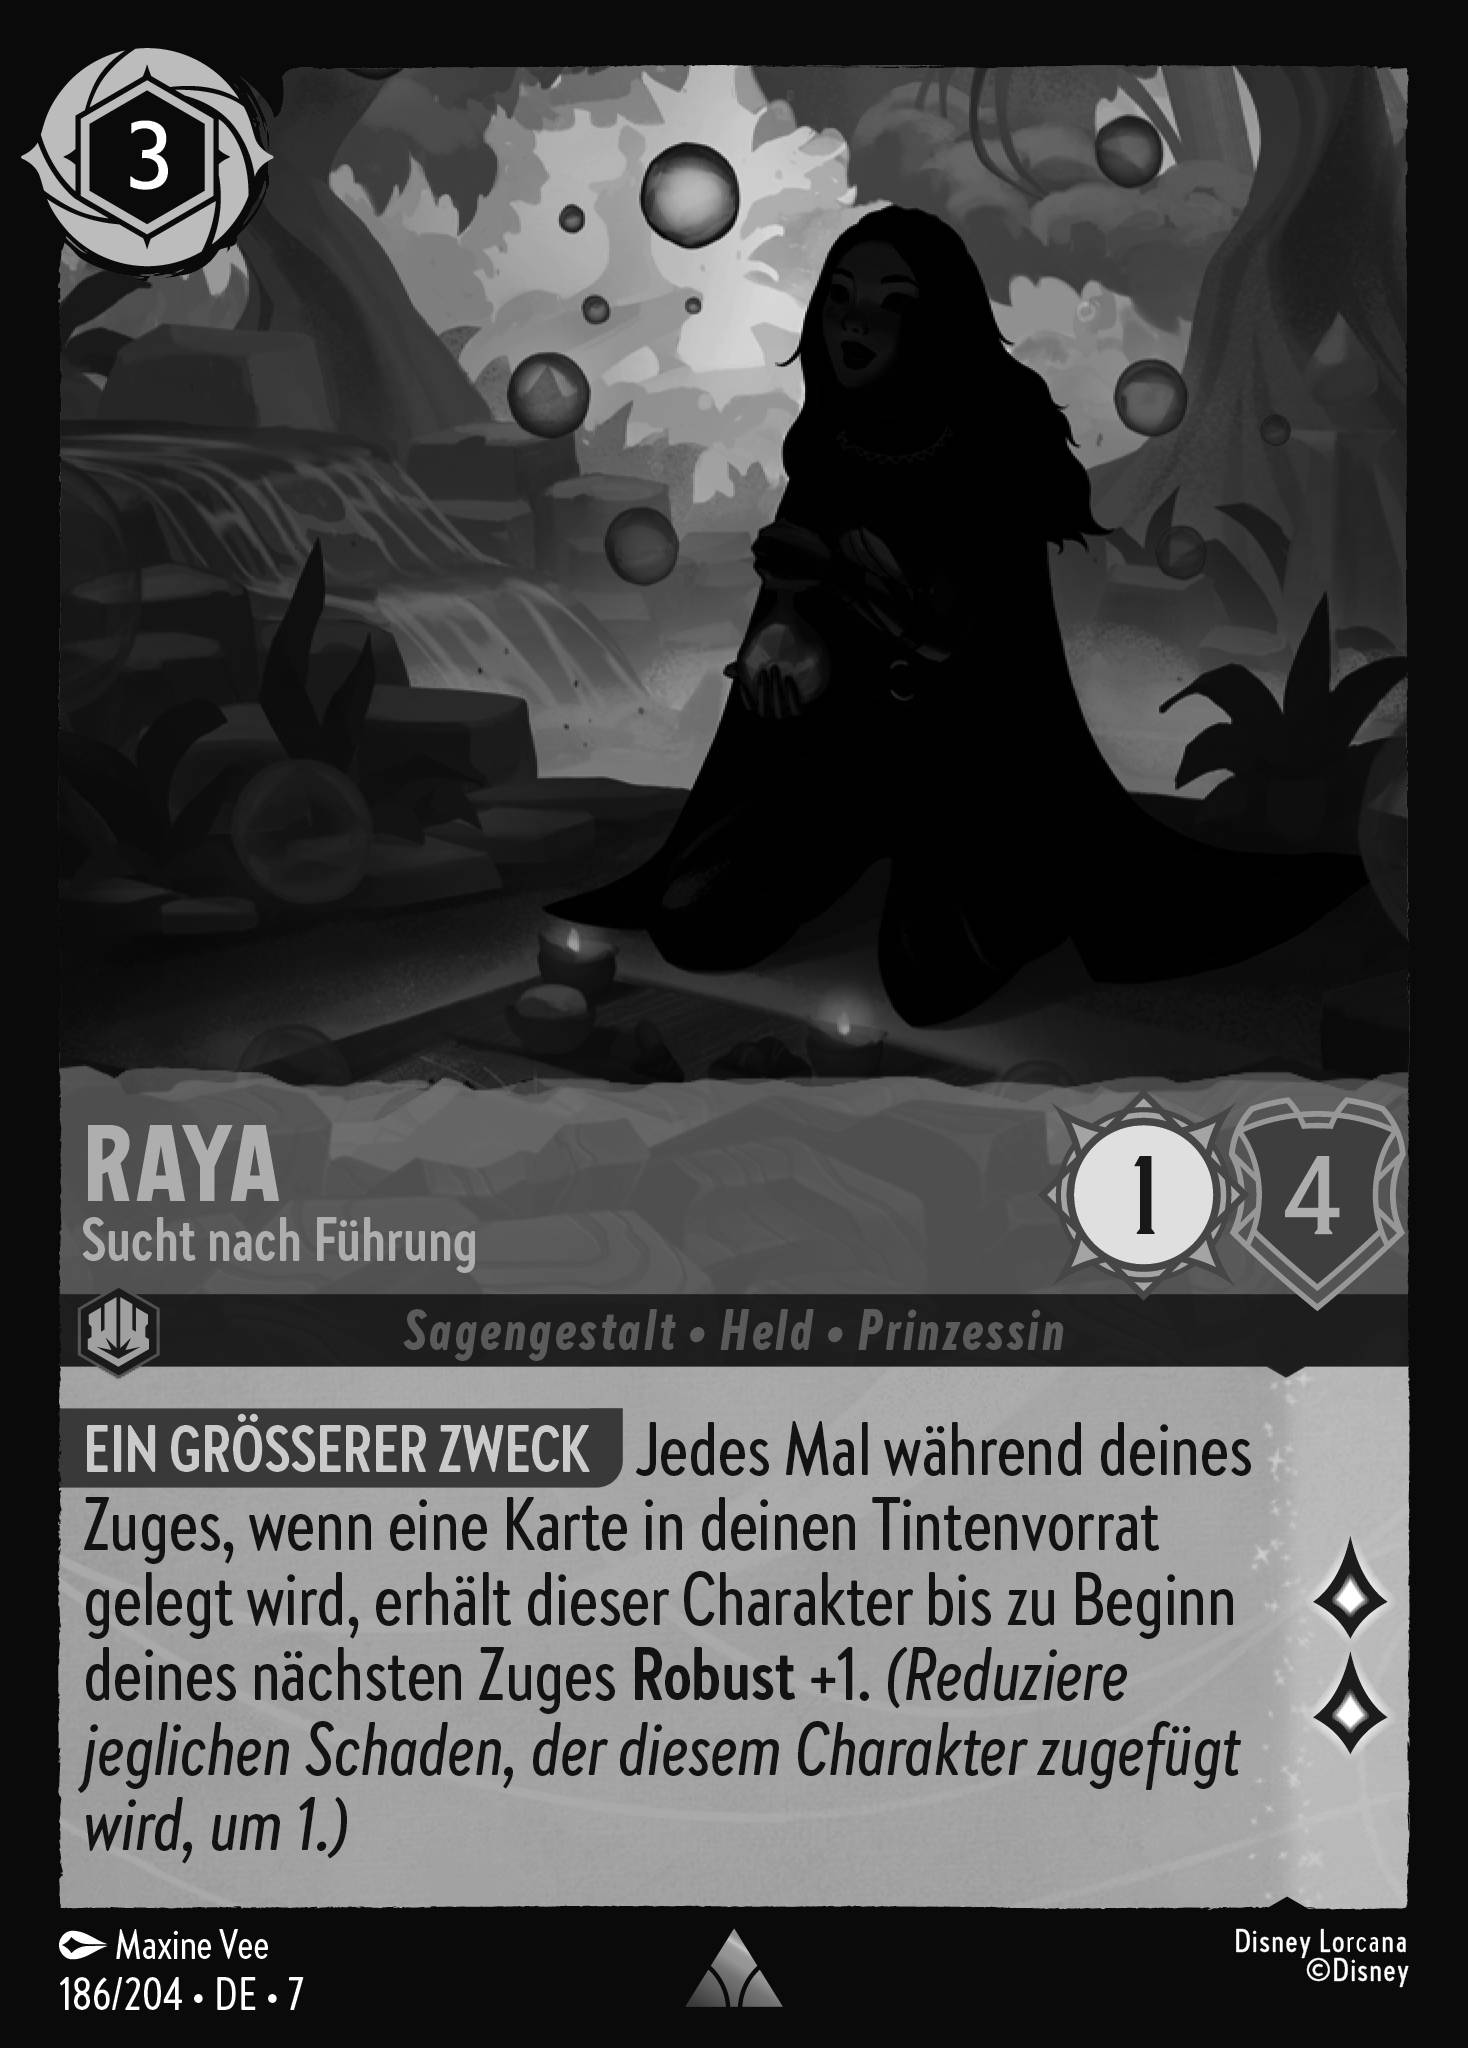 3
RAYA
Sucht nach Führung
1
4
Sagengestalt • Held • Prinzessin
EIN GRÖSSERER ZWECK Jedes Mal während deines
Zuges, wenn eine Karte in deinen Tintenvorrat
gelegt wird, erhält dieser Charakter bis zu Beginn
deines nächsten Zuges Robust +1. (Reduziere
jeglichen Schaden, der diesem Charakter zugefügt
wird, um 1.)
Maxine Vee
186/204 • DE • 7
Disney Lorcana
©Disney